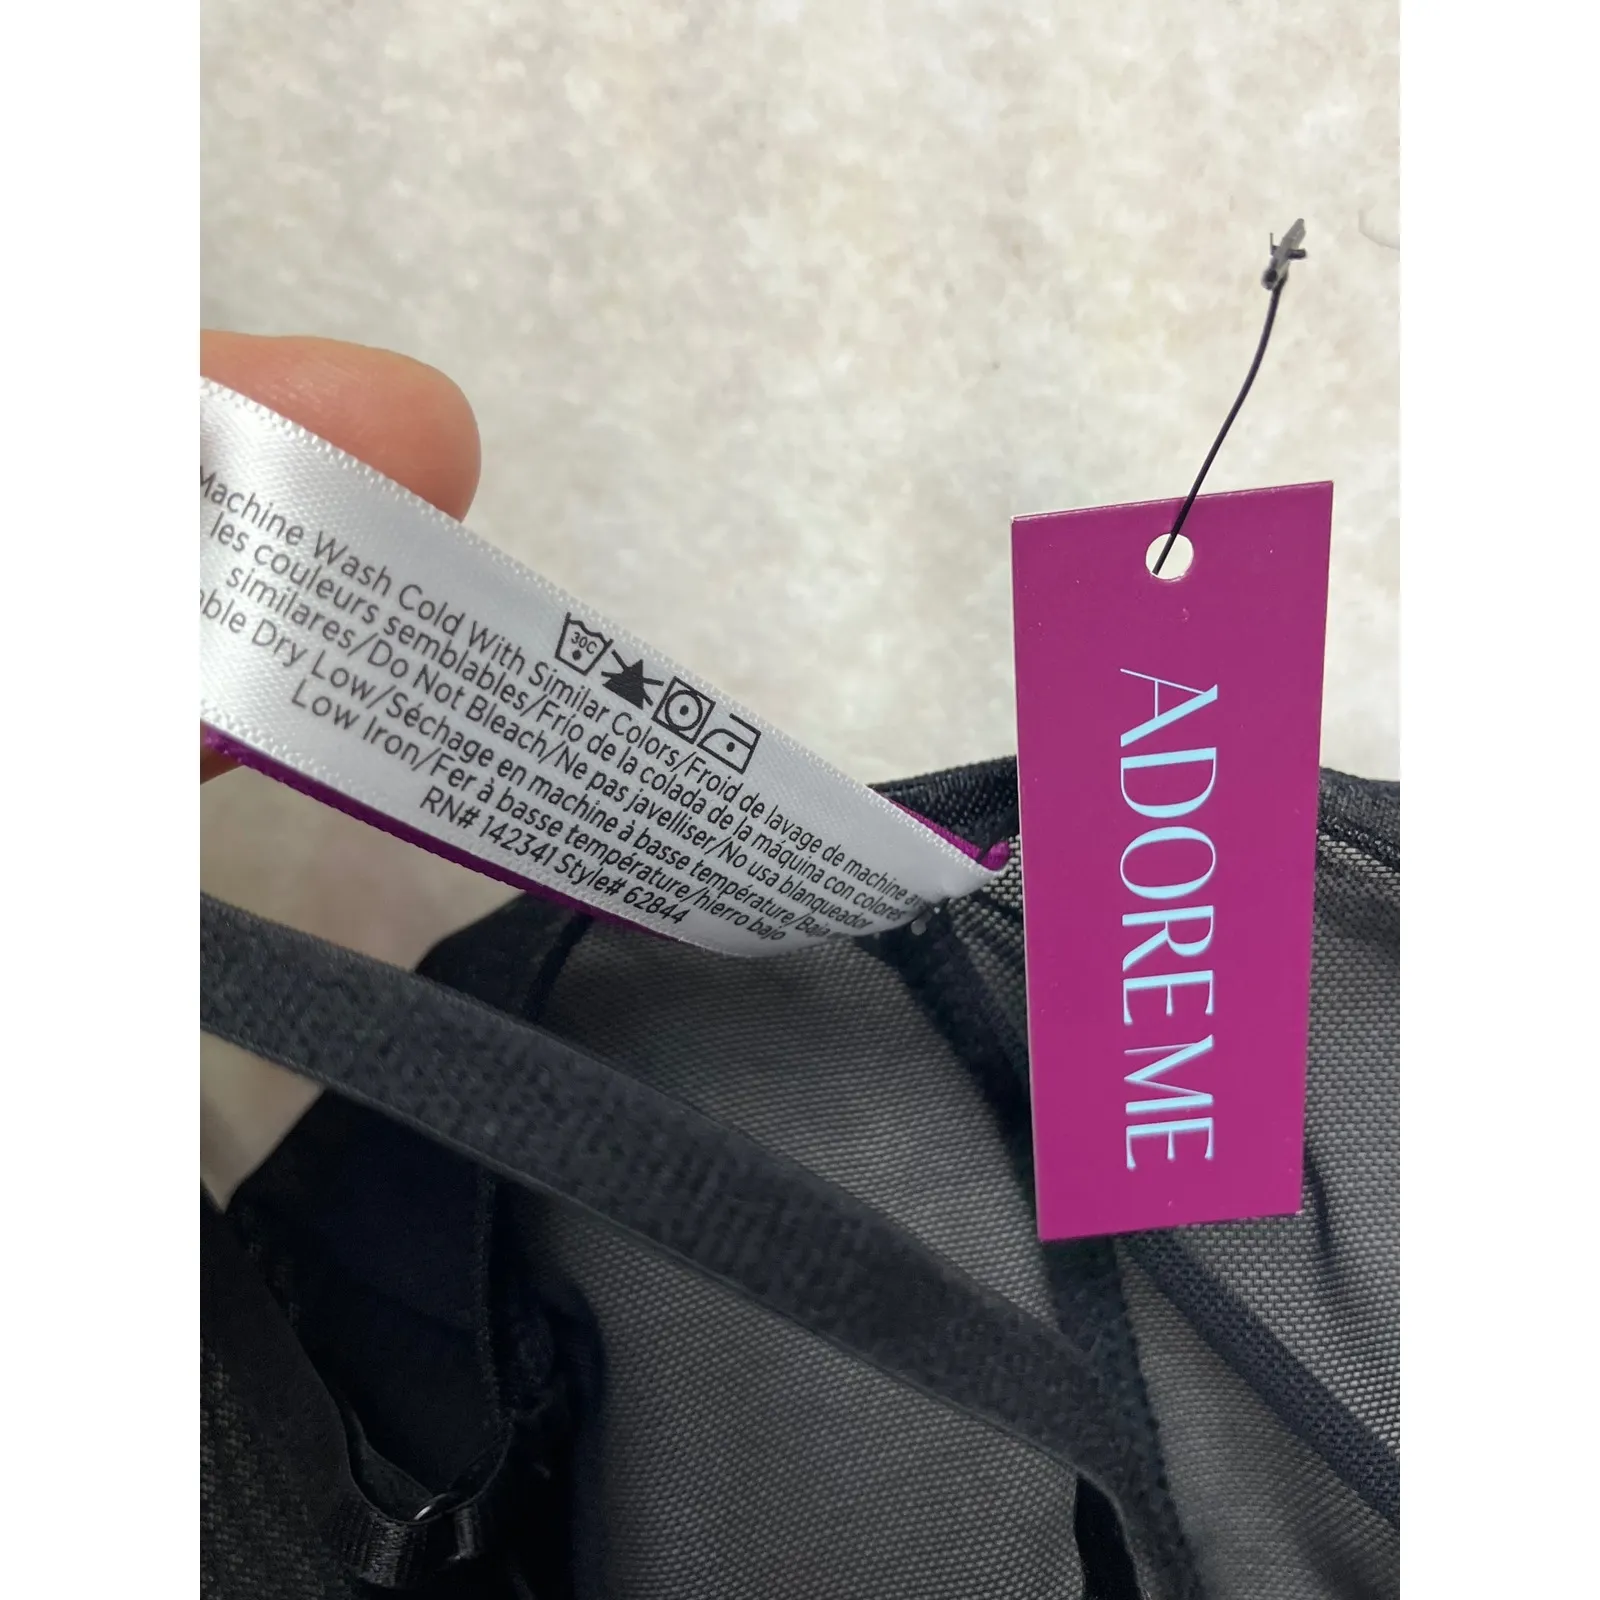 30C
Machine Wash Cold With Similar Colors/Froid de lavage de machine
les couleurs semblables/Frío de la colada de la máquina con colores
similares/Do Not Bleach/Ne pas javelliser/No usa blanqueador
Dry Low/Séchage en machine à basse température/Baja
Low Iron/Fer à basse température/hierro bajo
RN# 142341 Style# 62844
ADORE ME